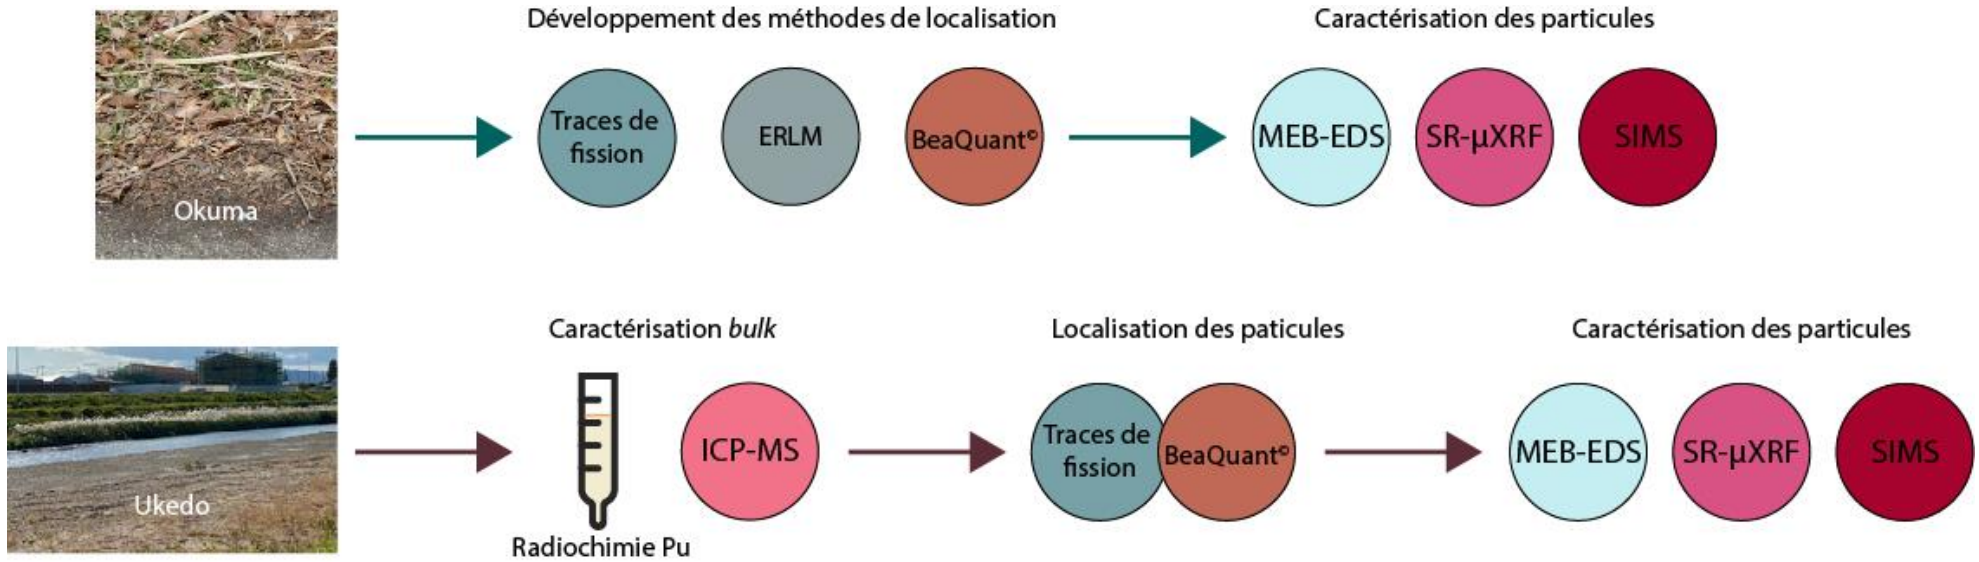 Développement des méthodes de localisation
Caractérisation des particules
Okuma
Traces de
fission
ERLM
BeaQuant©
MEB-EDS
SR-µXRF
SIMS
Caractérisation bulk
Localisation des paticules
Caractérisation des particules
Ukedo
Radiochimie Pu
ICP-MS
Traces de
fission
BeaQuant©
MEB-EDS
SR-µXRF
SIMS